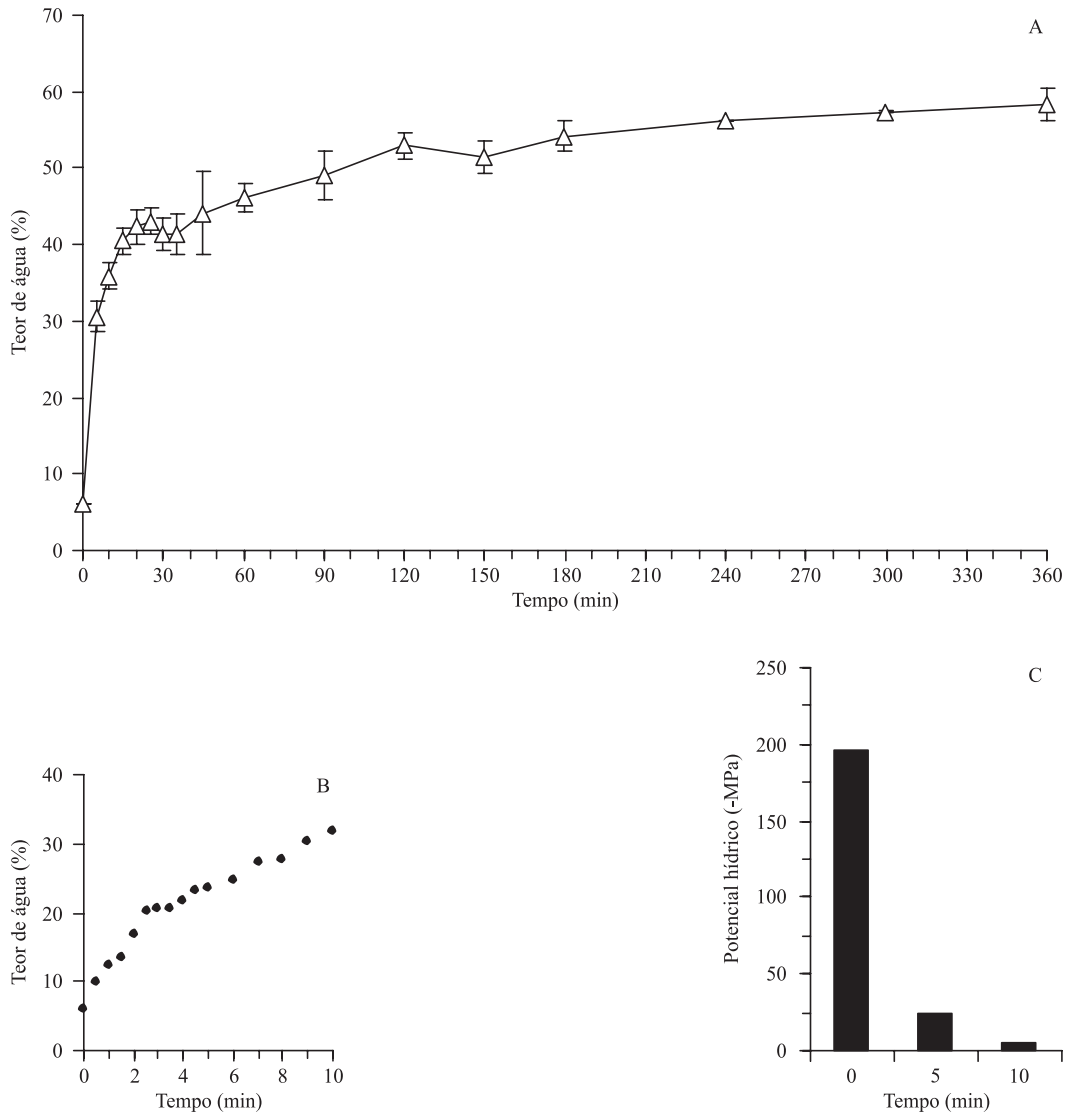 A
Teor de água (%)
70
60
50
40
30
20
10
0
0 30 60 90 120 150 180 210 240 270 300 330 360
Tempo (min)
B
Teor de água (%)
40
30
20
10
0
0 2 4 6 8 10
Tempo (min)
C
Potencial hídrico (-MPa)
250
200
150
100
50
0
0 5 10
Tempo (min)